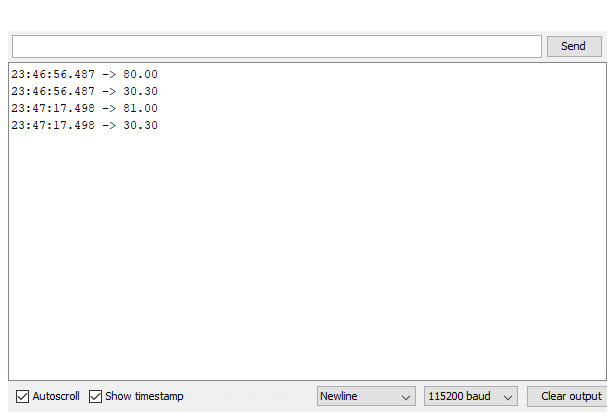 Send
23:46:56.487 -> 80.00
23:46:56.487 -> 30.30
23:47:17.498 -> 81.00
23:47:17.498 -> 30.30
Autoscroll Show timestamp Newline 115200 baud Clear output